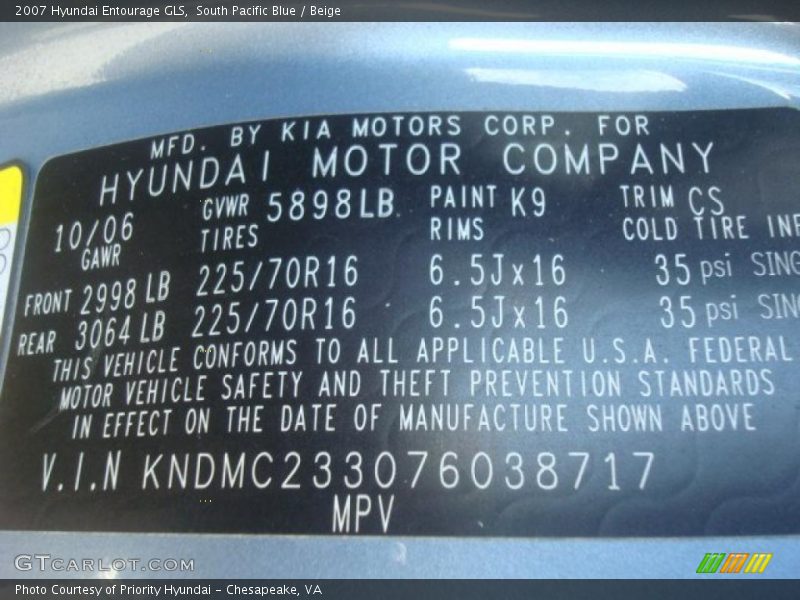 2007 Hyundai Entourage GLS, South Pacific Blue / Beige
MFD. BY KIA MOTORS CORP. FOR
HYUNDAI MOTOR COMPANY
10/06 GVWR 5898LB PAINT K9 TRIM CS
GAWR TIRES RIMS COLD TIRE INF
FRONT 2998 LB 225/70R16 6.5Jx16 35 psi SING
REAR 3064 LB 225/70R16 6.5Jx16 35 psi SIN
THIS VEHICLE CONFORMS TO ALL APPLICABLE U.S.A. FEDERAL
MOTOR VEHICLE SAFETY AND THEFT PREVENTION STANDARDS
IN EFFECT ON THE DATE OF MANUFACTURE SHOWN ABOVE
V.I.N KNDMC233076038717
MPV
GTCARLOT.COM
Photo Courtesy of Priority Hyundai - Chesapeake, VA